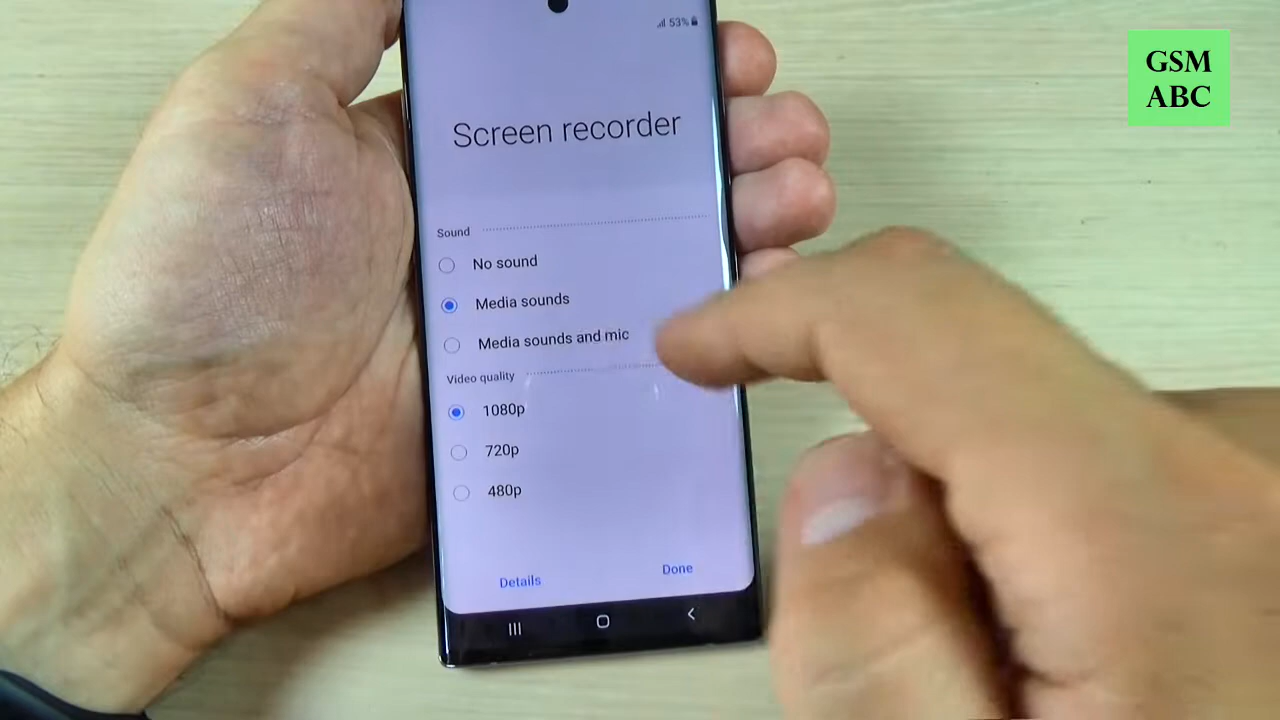 GSM
ABC
53%
Screen recorder
Sound
No sound
Media sounds
Media sounds and mic
Video quality
1080p
720p
480p
Details
Done